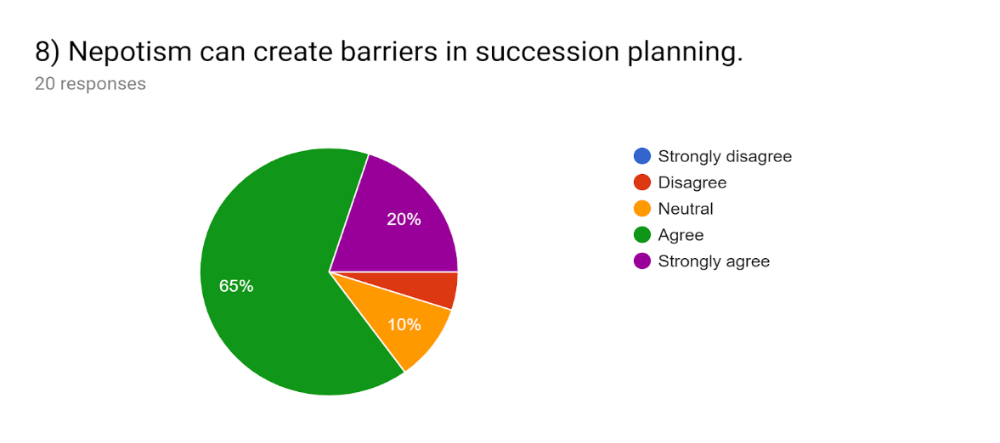 8) Nepotism can create barriers in succession planning.
20 responses
Strongly disagree
Disagree
Neutral
Agree
Strongly agree
20%
65%
10%